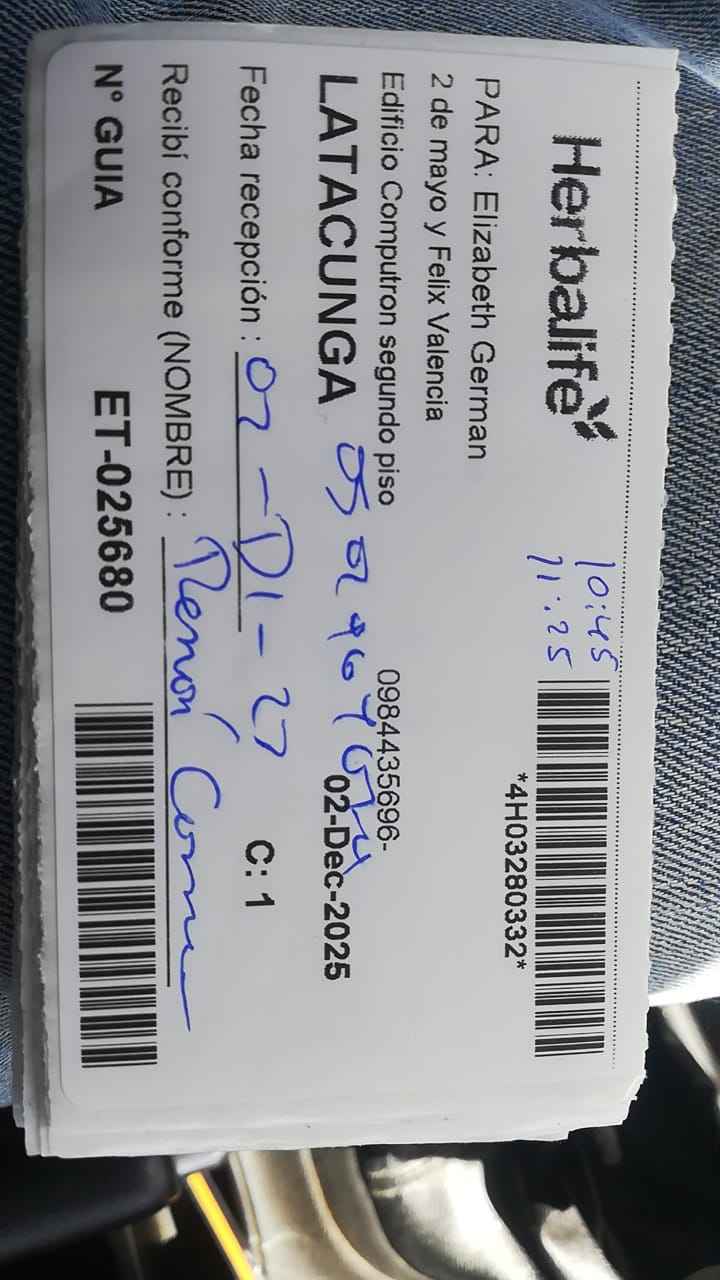 Herbalife
10:45
11:25
*4H03280332*
PARA: Elizabeth German
2 de mayo y Felix Valencia
Edificio Computron segundo piso
0984435696-
LATACUNGA
02-Dec-2025
Fecha recepción :
C: 1
Recibí conforme (NOMBRE) :
N° GUIA ET-025680